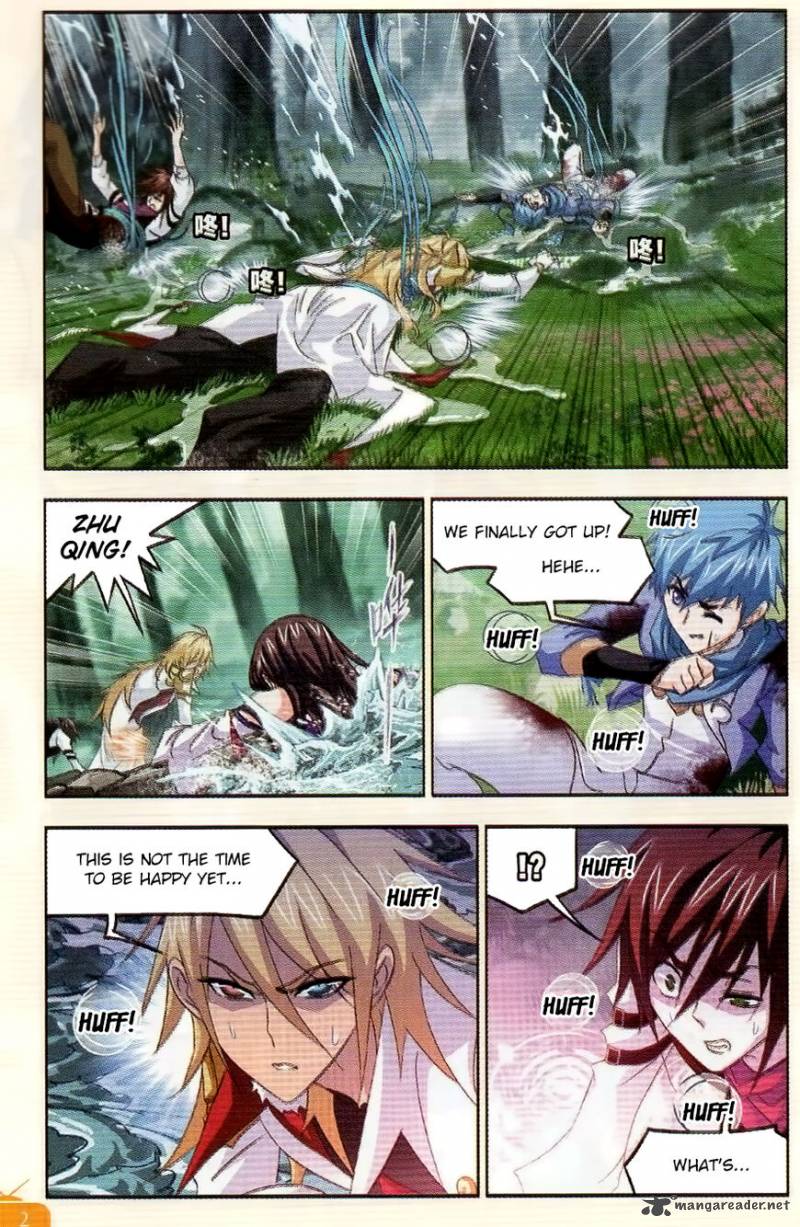 咚!
咚!
咚!
ZHU
QING!
哗
WE FINALLY GOT UP!
HEHE...
HUFF!
HUFF!
HUFF!
THIS IS NOT THE TIME
TO BE HAPPY YET...
HUFF!
HUFF!
!?
HUFF!
HUFF!
HUFF!
WHAT'S...
2
mangareader.net